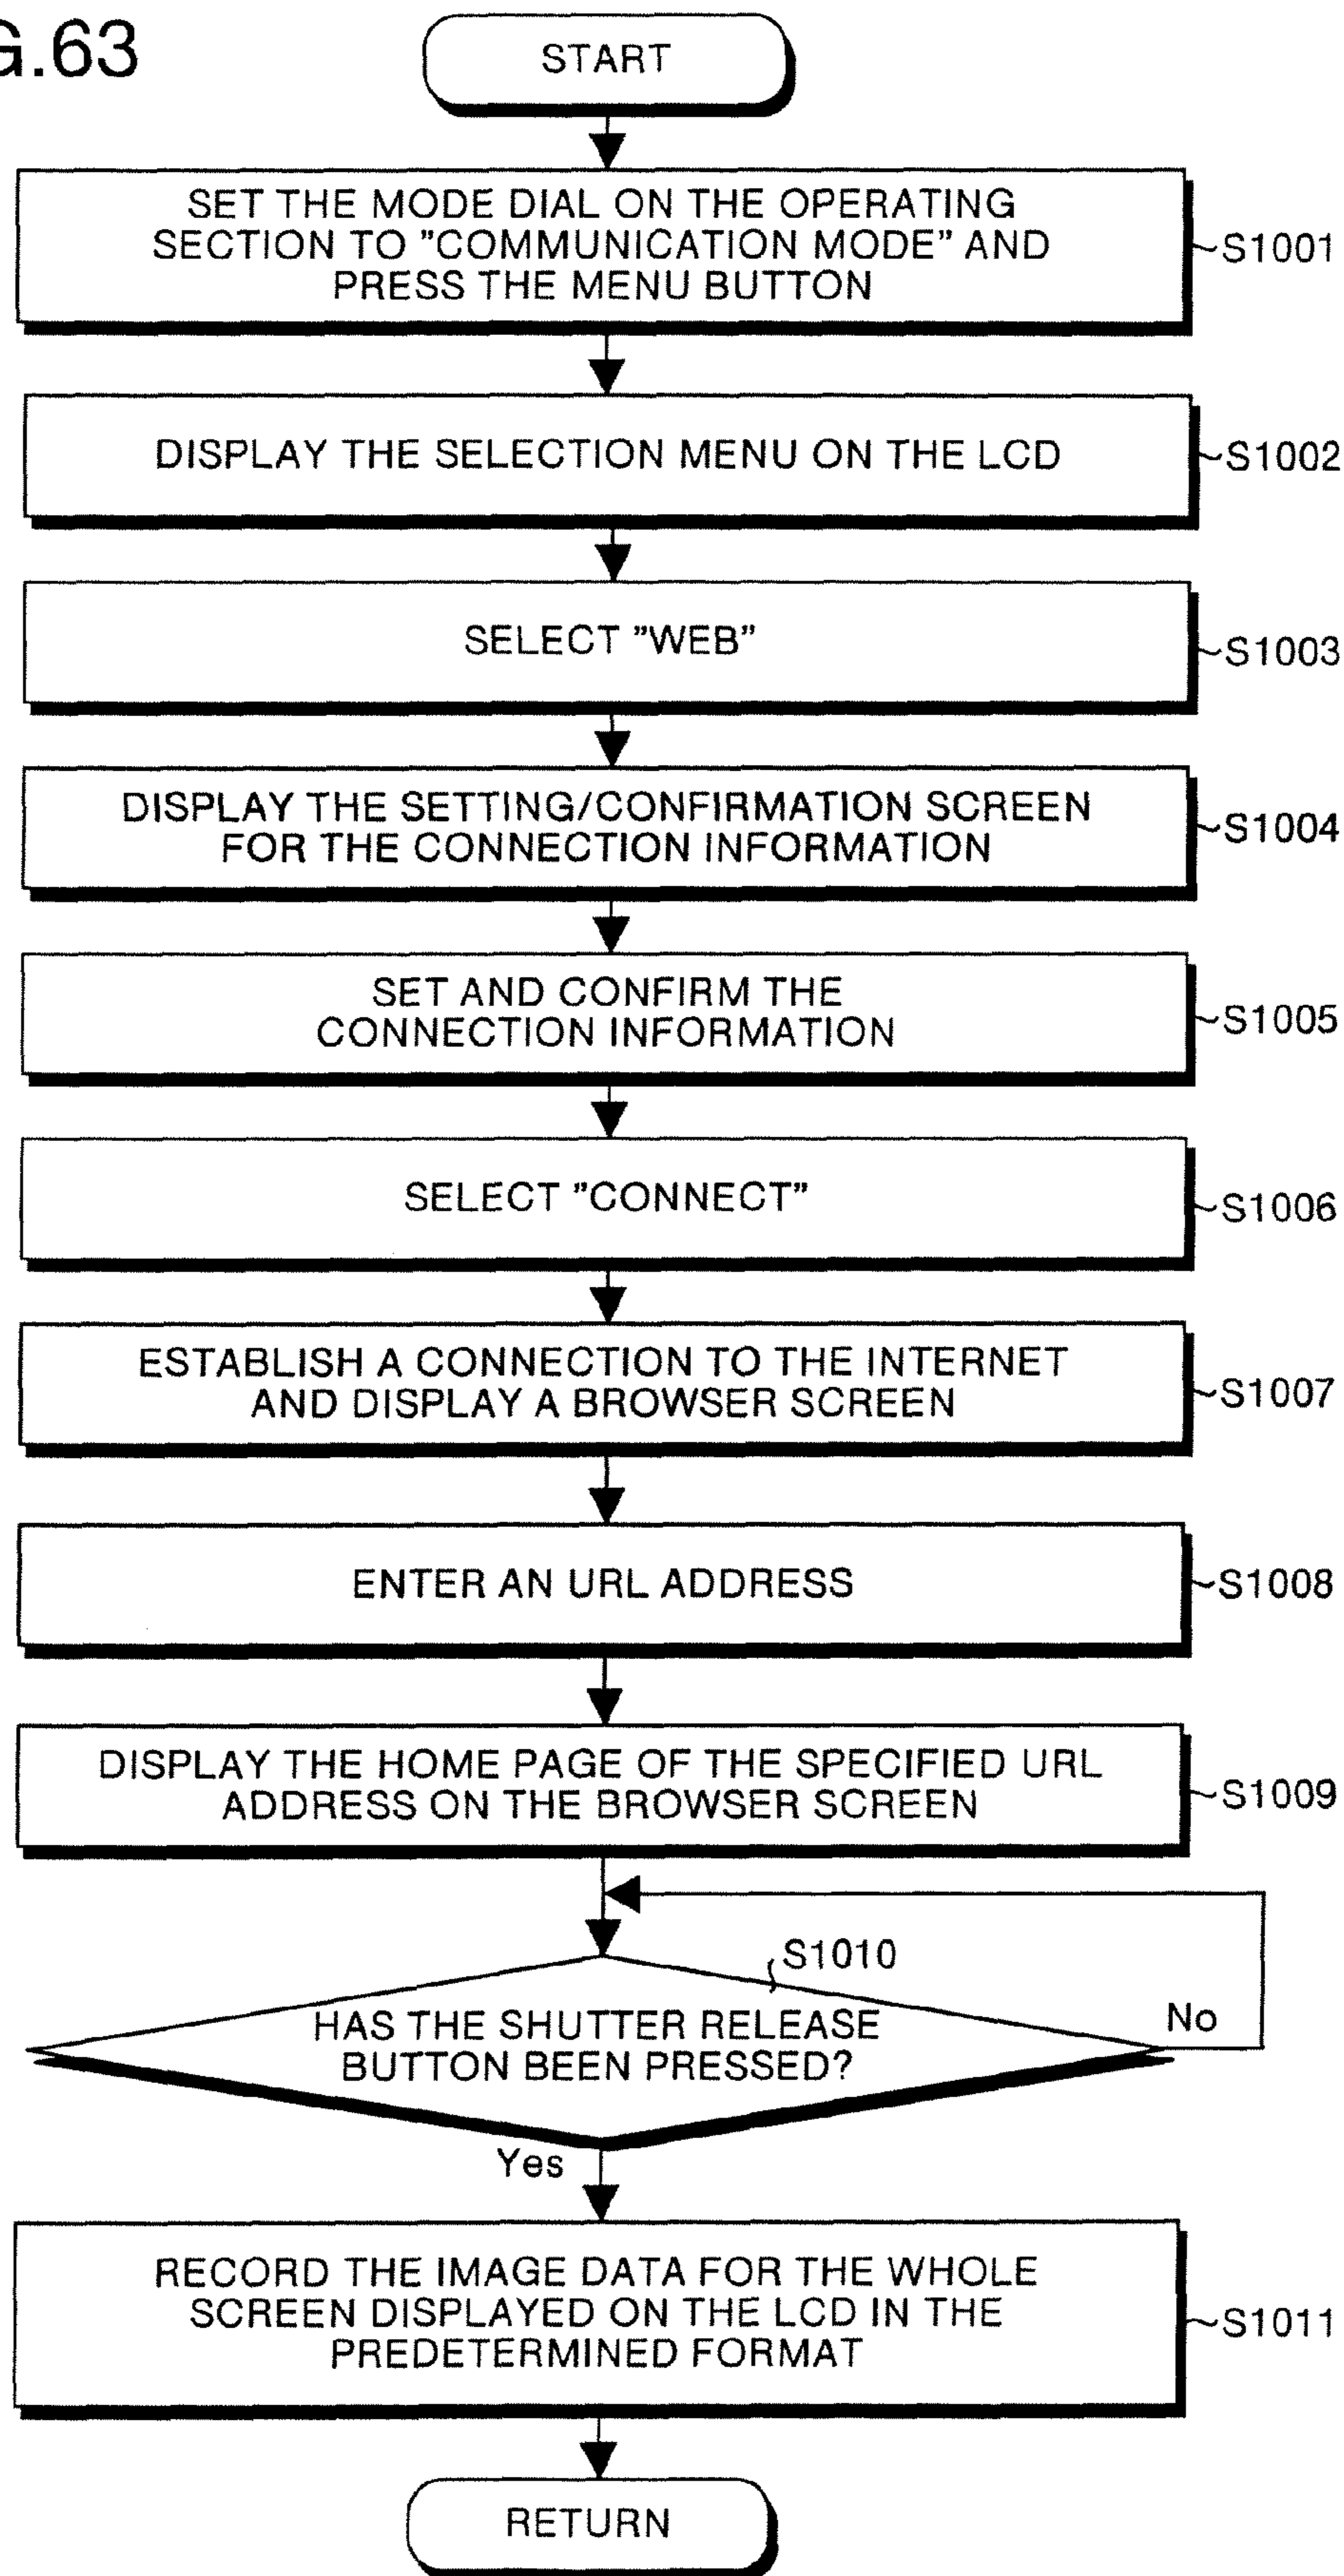 G.63
START
SET THE MODE DIAL ON THE OPERATING
SECTION TO "COMMUNICATION MODE" AND
PRESS THE MENU BUTTON
S1001
DISPLAY THE SELECTION MENU ON THE LCD
S1002
SELECT "WEB"
S1003
DISPLAY THE SETTING/CONFIRMATION SCREEN
FOR THE CONNECTION INFORMATION
S1004
SET AND CONFIRM THE
CONNECTION INFORMATION
S1005
SELECT "CONNECT"
S1006
ESTABLISH A CONNECTION TO THE INTERNET
AND DISPLAY A BROWSER SCREEN
S1007
ENTER AN URL ADDRESS
S1008
DISPLAY THE HOME PAGE OF THE SPECIFIED URL
ADDRESS ON THE BROWSER SCREEN
S1009
S1010
HAS THE SHUTTER RELEASE
BUTTON BEEN PRESSED?
No
Yes
RECORD THE IMAGE DATA FOR THE WHOLE
SCREEN DISPLAYED ON THE LCD IN THE
PREDETERMINED FORMAT
S1011
RETURN